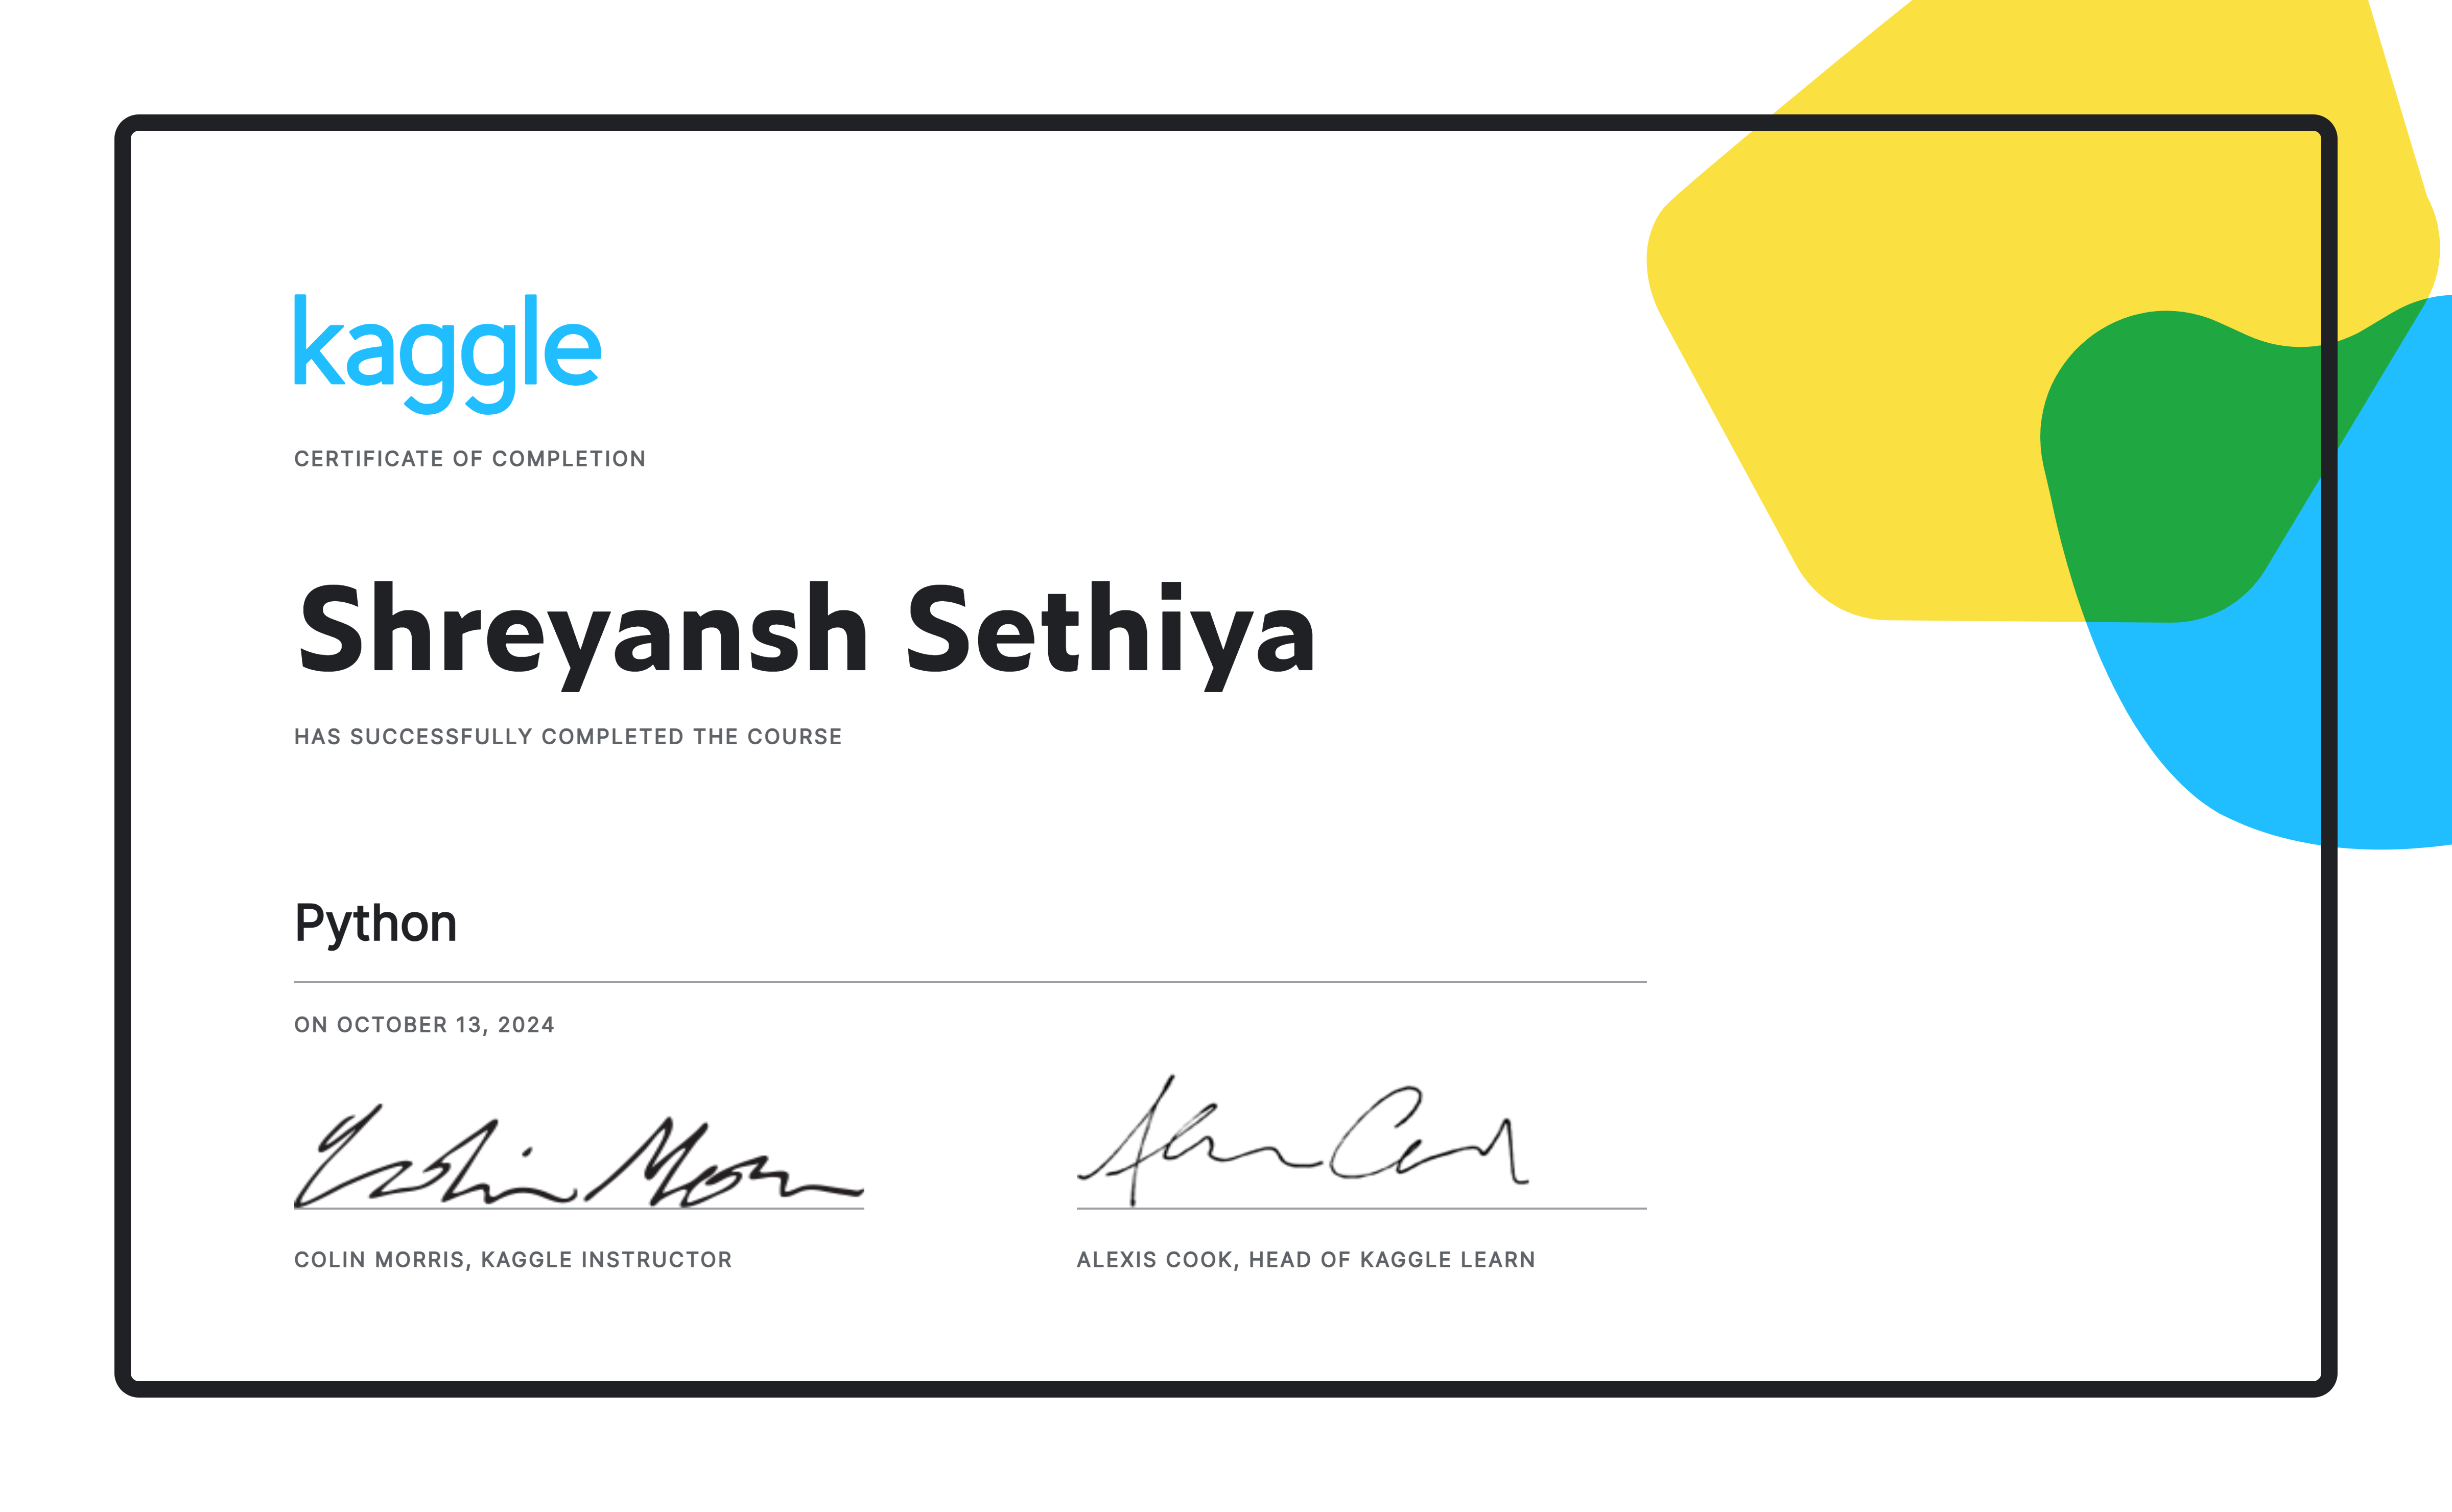 kaggle
CERTIFICATE OF COMPLETION
Shreyansh Sethiya
HAS SUCCESSFULLY COMPLETED THE COURSE
Python
ON OCTOBER 13, 2024
COLIN MORRIS, KAGGLE INSTRUCTOR
ALEXIS COOK, HEAD OF KAGGLE LEARN